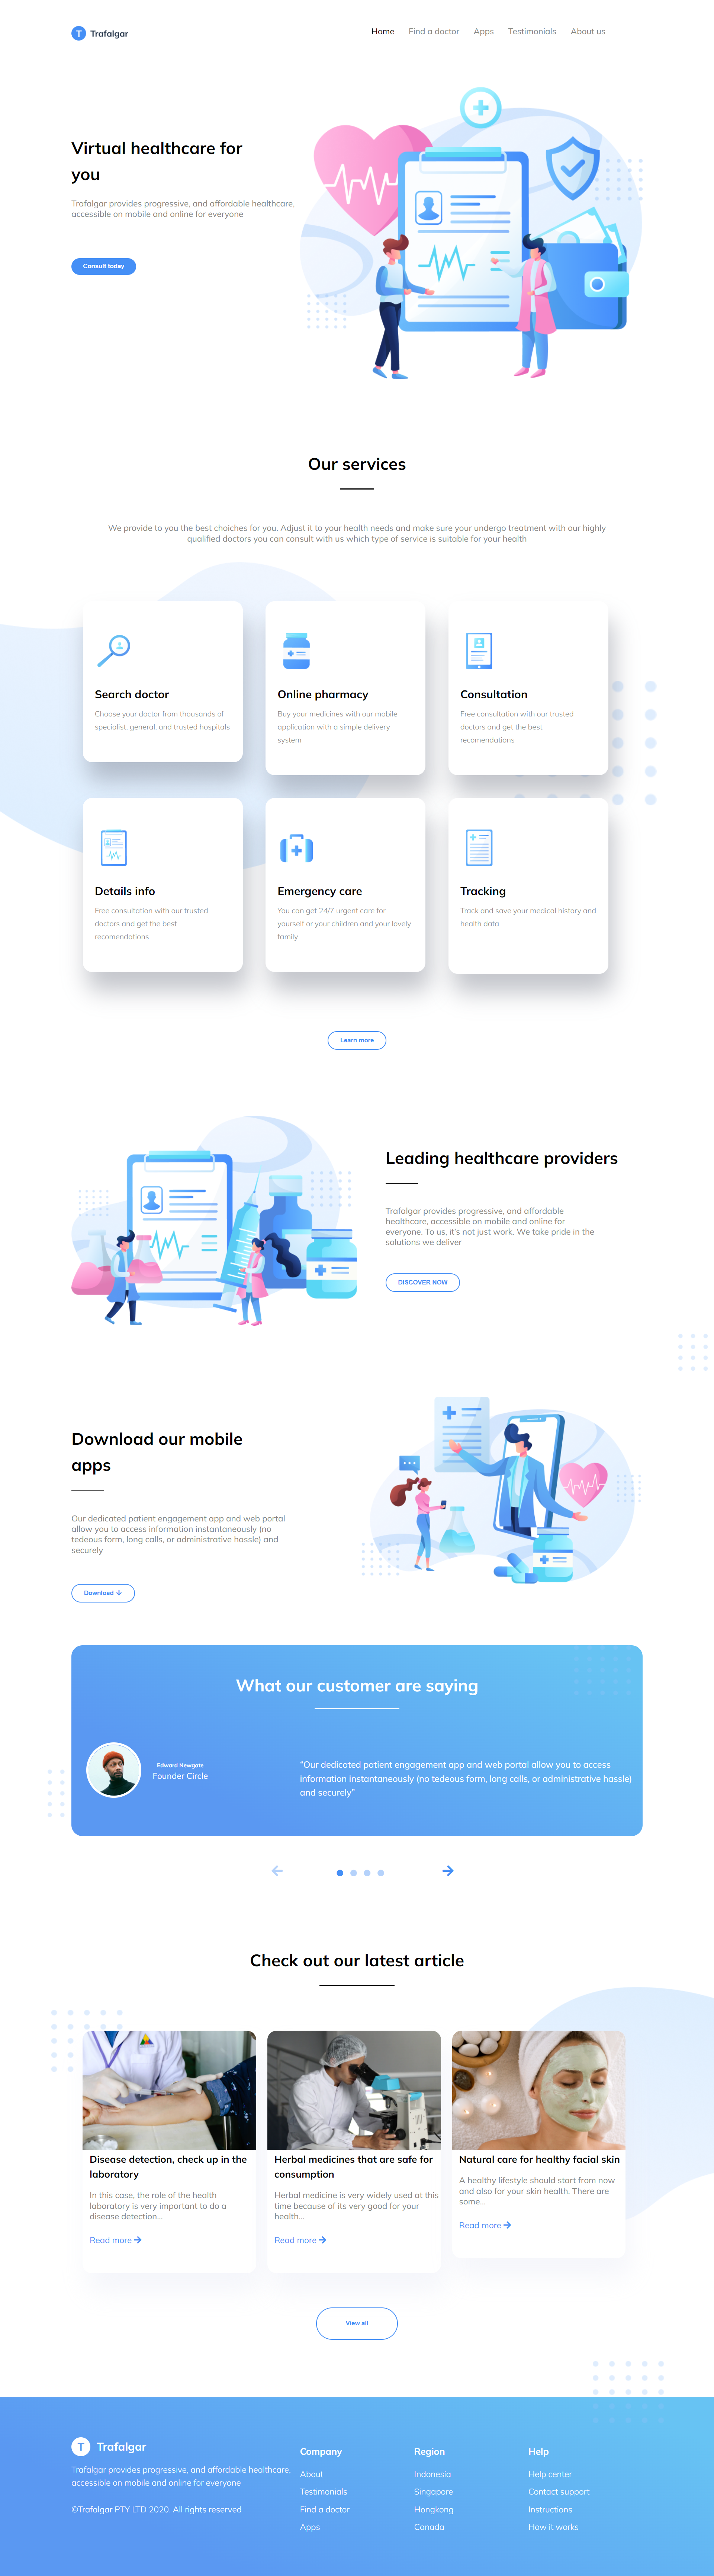 T Trafalgar
Home Find a doctor Apps Testimonials About us
Virtual healthcare for
you
Trafalgar provides progressive, and affordable healthcare,
accessible on mobile and online for everyone
Consult today
Our services
We provide to you the best choiches for you. Adjust it to your health needs and make sure your undergo treatment with our highly
qualified doctors you can consult with us which type of service is suitable for your health
Search doctor
Choose your doctor from thousands of
specialist, general, and trusted hospitals
Online pharmacy
Buy your medicines with our mobile
application with a simple delivery
system
Consultation
Free consultation with our trusted
doctors and get the best
recomendations
Details info
Free consultation with our trusted
doctors and get the best
recomendations
Emergency care
You can get 24/7 urgent care for
yourself or your children and your lovely
family
Tracking
Track and save your medical history and
health data
Learn more
Leading healthcare providers
Trafalgar provides progressive, and affordable
healthcare, accessible on mobile and online for
everyone. To us, it's not just work. We take pride in the
solutions we deliver
DISCOVER NOW
Download our mobile
apps
Our dedicated patient engagement app and web portal
allow you to access information instantaneously (no
tedeous form, long calls, or administrative hassle) and
securely
Download ↓
What our customer are saying
Edward Newgate
Founder Circle
"Our dedicated patient engagement app and web portal allow you to access
information instantaneously (no tedeous form, long calls, or administrative hassle)
and securely"
Check out our latest article
Disease detection, check up in the
laboratory
In this case, the role of the health
laboratory is very important to do a
disease detection...
Read more →
Herbal medicines that are safe for
consumption
Herbal medicine is very widely used at this
time because of its very good for your
health...
Read more →
Natural care for healthy facial skin
A healthy lifestyle should start from now
and also for your skin health. There are
some...
Read more →
View all
T Trafalgar
Trafalgar provides progressive, and affordable healthcare,
accessible on mobile and online for everyone
©Trafalgar PTY LTD 2020. All rights reserved
Company
About
Testimonials
Find a doctor
Apps
Region
Indonesia
Singapore
Hongkong
Canada
Help
Help center
Contact support
Instructions
How it works